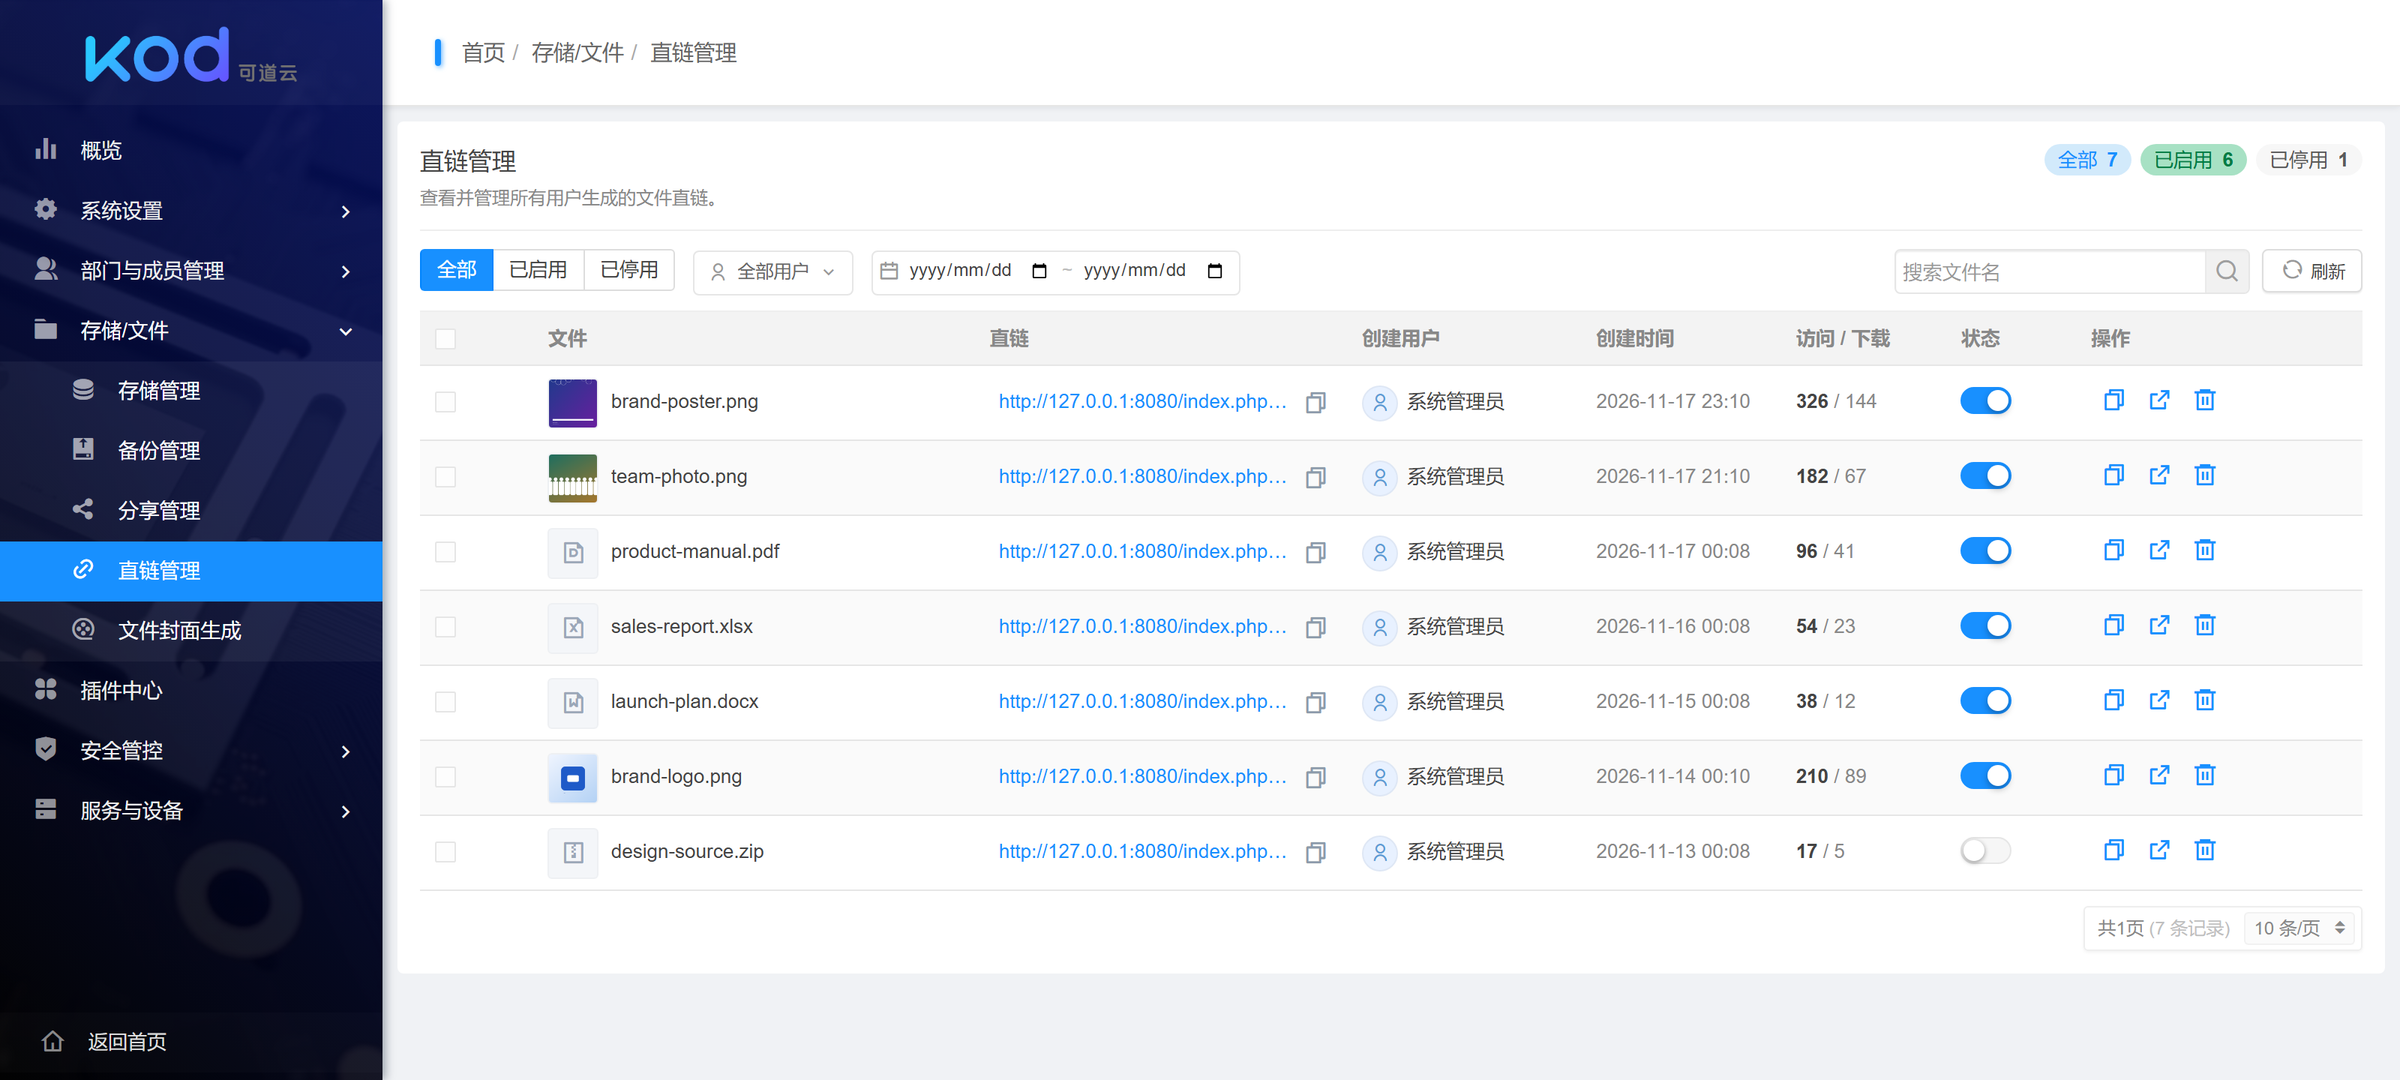 kod 可道云
概览
系统设置
部门与成员管理
存储/文件
存储管理
备份管理
分享管理
直链管理
文件封面生成
插件中心
安全管控
服务与设备
返回首页
首页 / 存储/文件 / 直链管理
直链管理
全部 7 已启用 6 已停用 1
查看并管理所有用户生成的文件直链。
全部 已启用 已停用 全部用户 yyyy/mm/dd ~ yyyy/mm/dd 搜索文件名 刷新
文件 直链 创建用户 创建时间 访问 / 下载 状态 操作
brand-poster.png http://127.0.0.1:8080/index.php... 系统管理员 2026-11-17 23:10 326 / 144
team-photo.png http://127.0.0.1:8080/index.php... 系统管理员 2026-11-17 21:10 182 / 67
product-manual.pdf http://127.0.0.1:8080/index.php... 系统管理员 2026-11-17 00:08 96 / 41
sales-report.xlsx http://127.0.0.1:8080/index.php... 系统管理员 2026-11-16 00:08 54 / 23
launch-plan.docx http://127.0.0.1:8080/index.php... 系统管理员 2026-11-15 00:08 38 / 12
brand-logo.png http://127.0.0.1:8080/index.php... 系统管理员 2026-11-14 00:10 210 / 89
design-source.zip http://127.0.0.1:8080/index.php... 系统管理员 2026-11-13 00:08 17 / 5
共1页 (7 条记录) 10 条/页